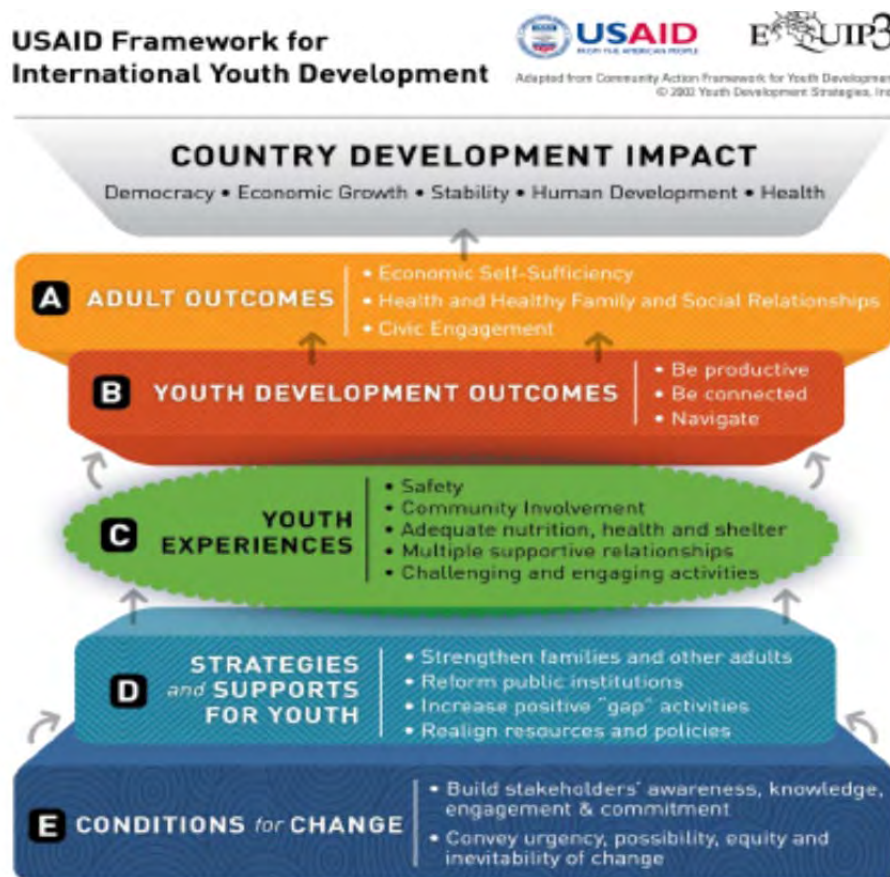 USAID Framework for
International Youth Development
USAID
FROM THE AMERICAN PEOPLE
EQUIP3
Adapted from Community Action Framework for Youth Development
© 2002 Youth Development Strategies, Inc
COUNTRY DEVELOPMENT IMPACT
Democracy • Economic Growth • Stability • Human Development • Health
A ADULT OUTCOMES
• Economic Self-Sufficiency
• Health and Healthy Family and Social Relationships
• Civic Engagement
B YOUTH DEVELOPMENT OUTCOMES
• Be productive
• Be connected
• Navigate
C YOUTH
EXPERIENCES
• Safety
• Community Involvement
• Adequate nutrition, health and shelter
• Multiple supportive relationships
• Challenging and engaging activities
D STRATEGIES
and SUPPORTS
FOR YOUTH
• Strengthen families and other adults
• Reform public institutions
• Increase positive "gap" activities
• Realign resources and policies
E CONDITIONS for CHANGE
• Build stakeholders' awareness, knowledge,
engagement & commitment
• Convey urgency, possibility, equity and
inevitability of change